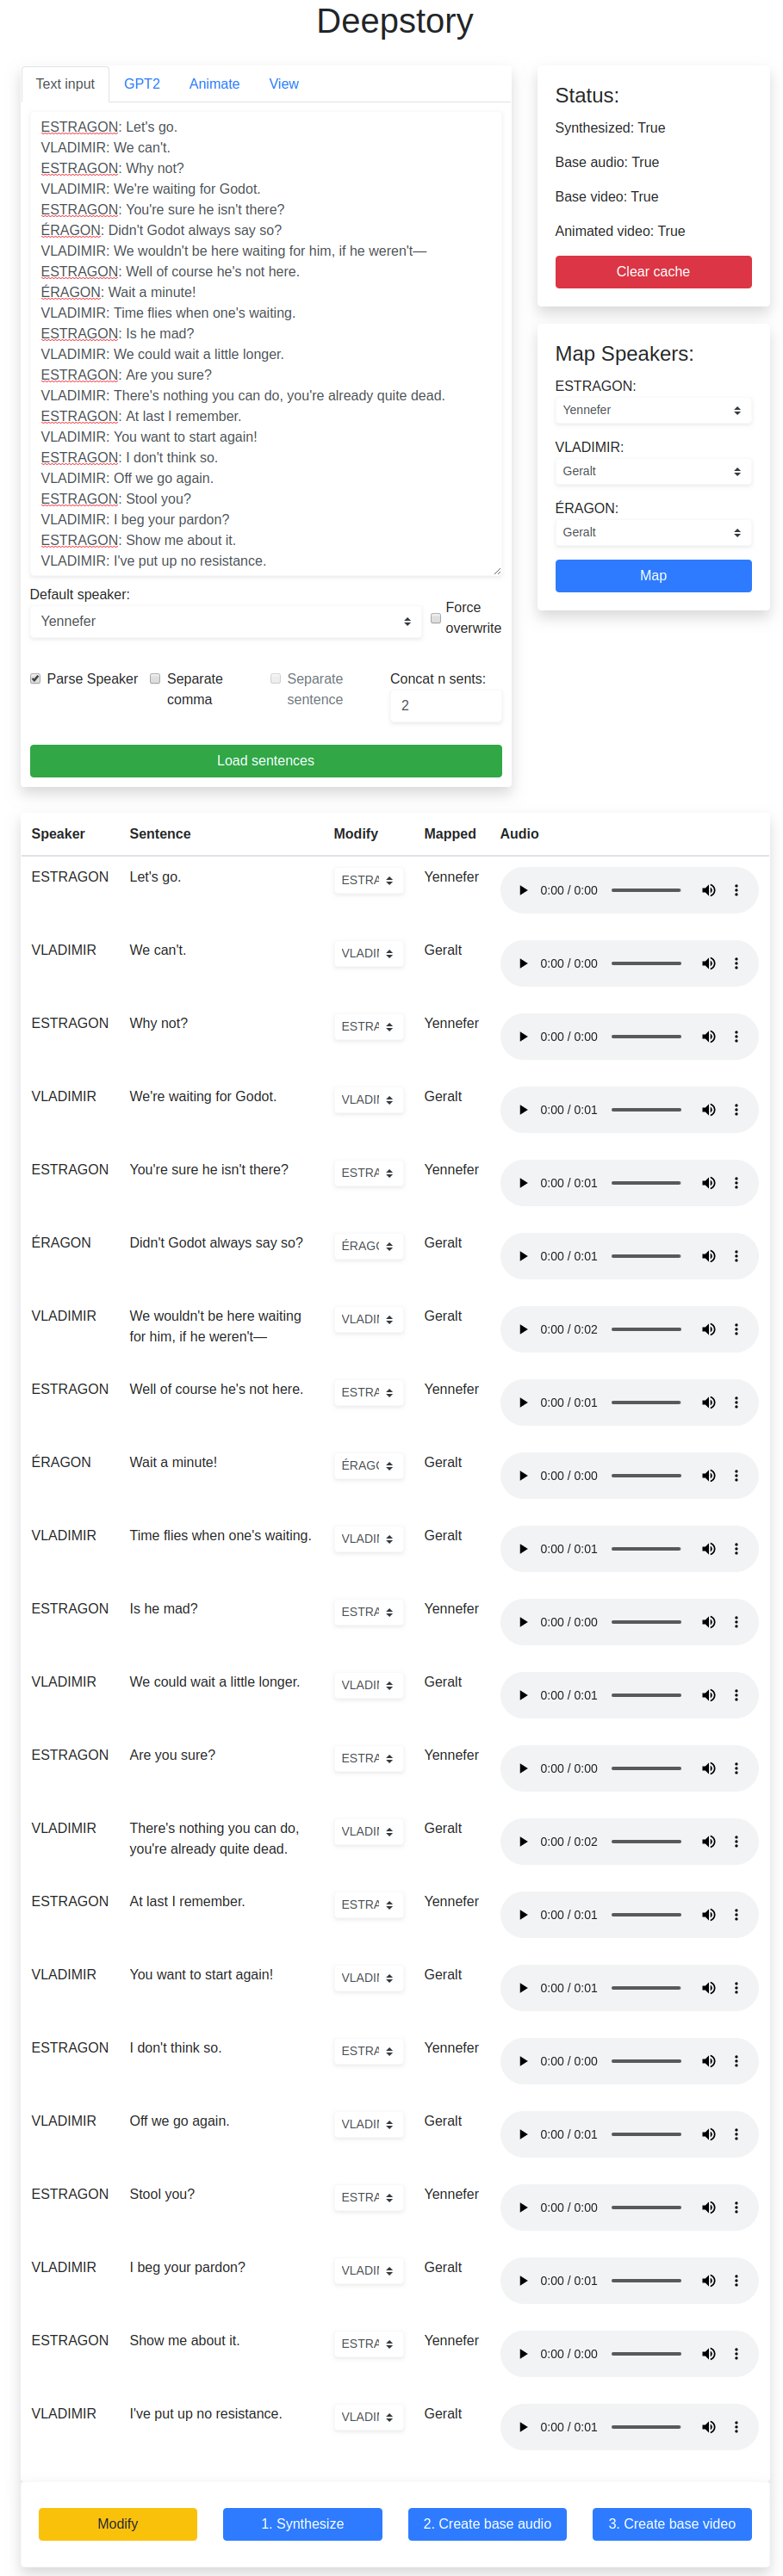 Deepstory
Text input GPT2 Animate View
ESTRAGON: Let's go.
VLADIMIR: We can't.
ESTRAGON: Why not?
VLADIMIR: We're waiting for Godot.
ESTRAGON: You're sure he isn't there?
ÉRAGON: Didn't Godot always say so?
VLADIMIR: We wouldn't be here waiting for him, if he weren't—
ESTRAGON: Well of course he's not here.
ÉRAGON: Wait a minute!
VLADIMIR: Time flies when one's waiting.
ESTRAGON: Is he mad?
VLADIMIR: We could wait a little longer.
ESTRAGON: Are you sure?
VLADIMIR: There's nothing you can do, you're already quite dead.
ESTRAGON: At last I remember.
VLADIMIR: You want to start again!
ESTRAGON: I don't think so.
VLADIMIR: Off we go again.
ESTRAGON: Stool you?
VLADIMIR: I beg your pardon?
ESTRAGON: Show me about it.
VLADIMIR: I've put up no resistance.
Default speaker:
Yennefer
Force
overwrite
Parse Speaker
Separate
comma
Separate
sentence
Concat n sents:
2
Load sentences
Status:
Synthesized: True
Base audio: True
Base video: True
Animated video: True
Clear cache
Map Speakers:
ESTRAGON:
Yennefer
VLADIMIR:
Geralt
ÉRAGON:
Geralt
Map
Speaker Sentence Modify Mapped Audio
ESTRAGON Let's go. ESTRA Yennefer 0:00 / 0:00
VLADIMIR We can't. VLADIM Geralt 0:00 / 0:00
ESTRAGON Why not? ESTRA Yennefer 0:00 / 0:00
VLADIMIR We're waiting for Godot. VLADIM Geralt 0:00 / 0:01
ESTRAGON You're sure he isn't there? ESTRA Yennefer 0:00 / 0:01
ÉRAGON Didn't Godot always say so? ÉRAGO Geralt 0:00 / 0:01
VLADIMIR We wouldn't be here waiting VLADIM Geralt 0:00 / 0:02
for him, if he weren't—
ESTRAGON Well of course he's not here. ESTRA Yennefer 0:00 / 0:01
ÉRAGON Wait a minute! ÉRAGO Geralt 0:00 / 0:00
VLADIMIR Time flies when one's waiting. VLADIM Geralt 0:00 / 0:01
ESTRAGON Is he mad? ESTRA Yennefer 0:00 / 0:00
VLADIMIR We could wait a little longer. VLADIM Geralt 0:00 / 0:01
ESTRAGON Are you sure? ESTRA Yennefer 0:00 / 0:00
VLADIMIR There's nothing you can do, VLADIM Geralt 0:00 / 0:02
you're already quite dead.
ESTRAGON At last I remember. ESTRA Yennefer 0:00 / 0:01
VLADIMIR You want to start again! VLADIM Geralt 0:00 / 0:01
ESTRAGON I don't think so. ESTRA Yennefer 0:00 / 0:00
VLADIMIR Off we go again. VLADIM Geralt 0:00 / 0:01
ESTRAGON Stool you? ESTRA Yennefer 0:00 / 0:00
VLADIMIR I beg your pardon? VLADIM Geralt 0:00 / 0:01
ESTRAGON Show me about it. ESTRA Yennefer 0:00 / 0:00
VLADIMIR I've put up no resistance. VLADIM Geralt 0:00 / 0:01
Modify 1. Synthesize 2. Create base audio 3. Create base video